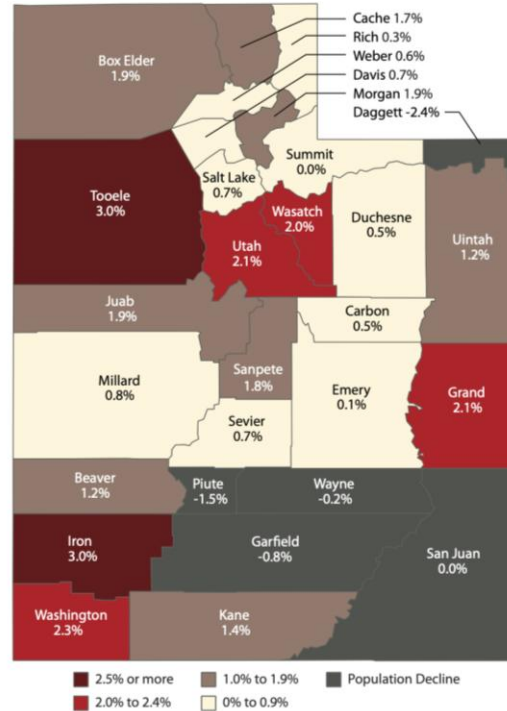 Cache 1.7%
Rich 0.3%
Weber 0.6%
Davis 0.7%
Morgan 1.9%
Daggett -2.4%
Box Elder
1.9%
Summit
0.0%
Tooele
3.0%
Salt Lake
0.7%
Wasatch
2.0%
Duchesne
0.5%
Uintah
1.2%
Utah
2.1%
Juab
1.9%
Carbon
0.5%
Sanpete
1.8%
Millard
0.8%
Emery
0.1%
Grand
2.1%
Sevier
0.7%
Beaver
1.2%
Piute
-1.5%
Wayne
-0.2%
Iron
3.0%
Garfield
-0.8%
San Juan
0.0%
Washington
2.3%
Kane
1.4%
2.5% or more
1.0% to 1.9%
Population Decline
2.0% to 2.4%
0% to 0.9%